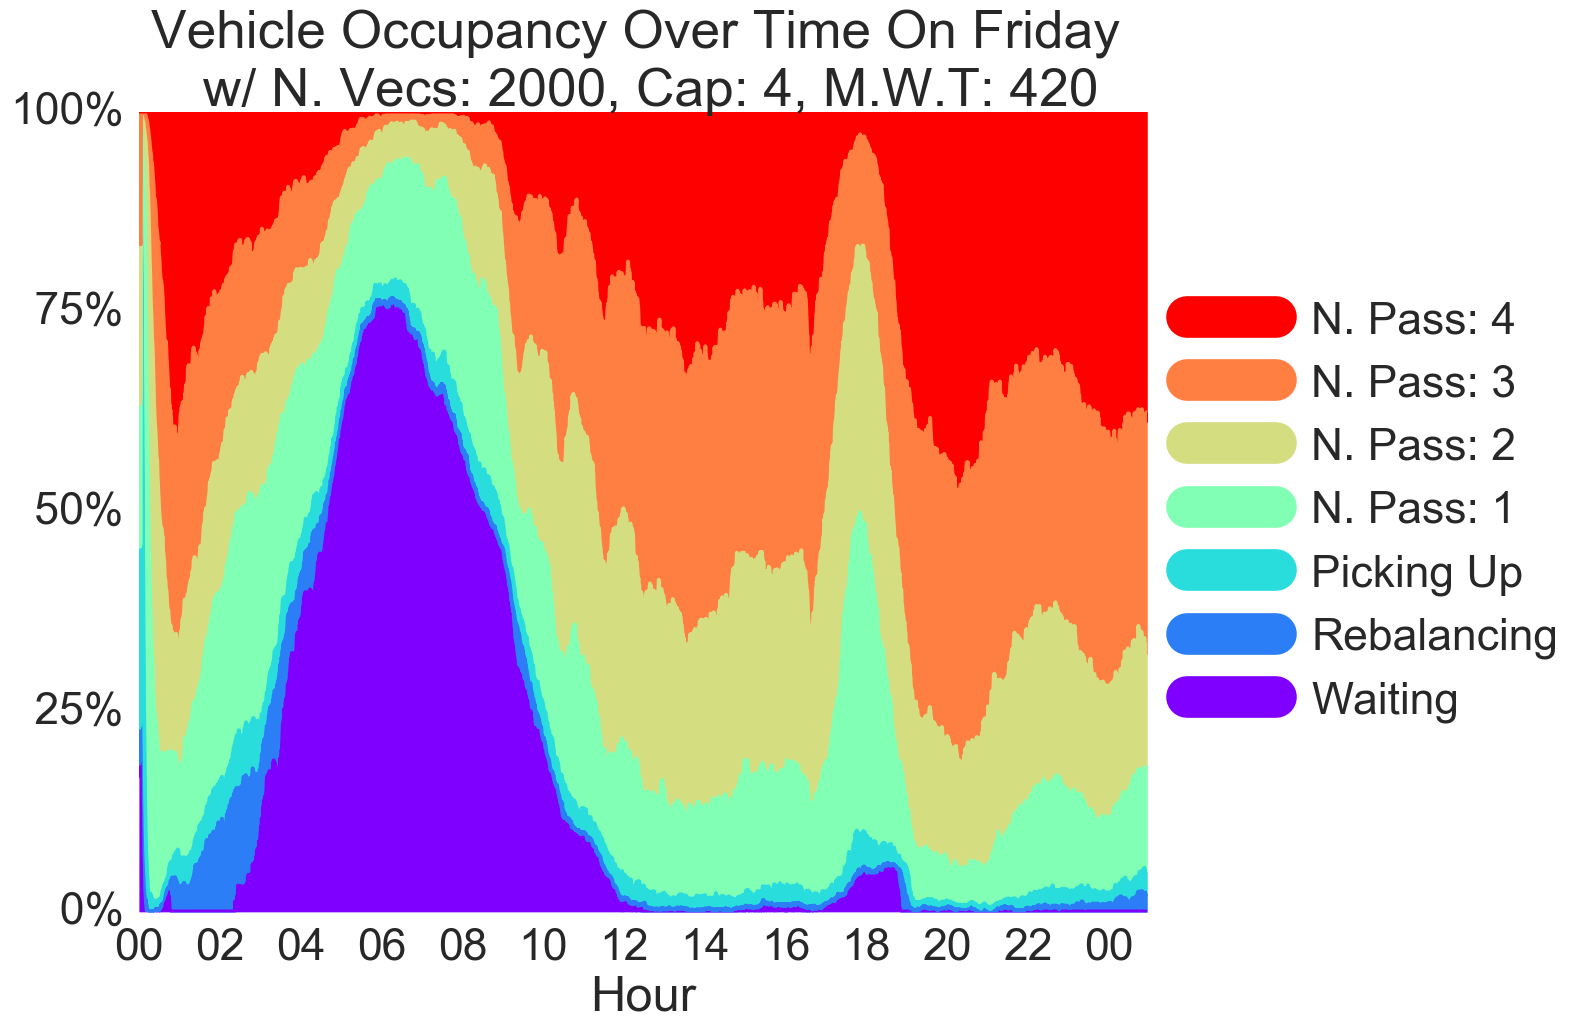 Vehicle Occupancy Over Time On Friday
w/ N. Vecs: 2000, Cap: 4, M.W.T: 420
100%
75%
50%
25%
0%
00 02 04 06 08 10 12 14 16 18 20 22 00
Hour
N. Pass: 4
N. Pass: 3
N. Pass: 2
N. Pass: 1
Picking Up
Rebalancing
Waiting